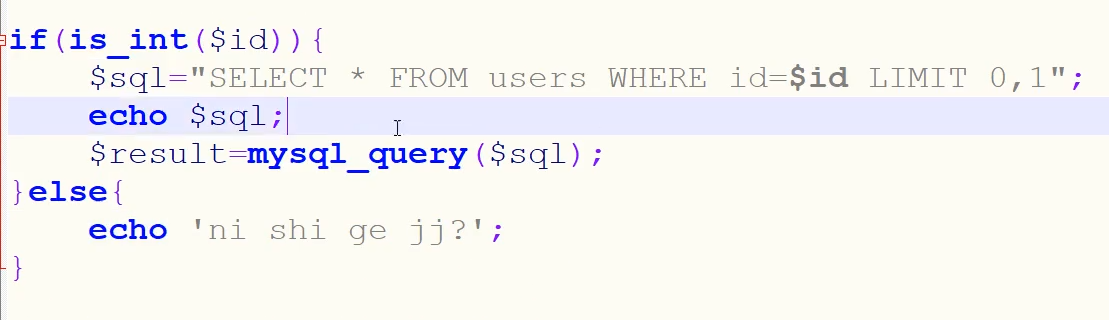 if(is_int($id)){
$sql="SELECT * FROM users WHERE id=$id LIMIT 0,1";
echo $sql;
$result=mysql_query($sql);
}else{
echo 'ni shi ge jj?';
}